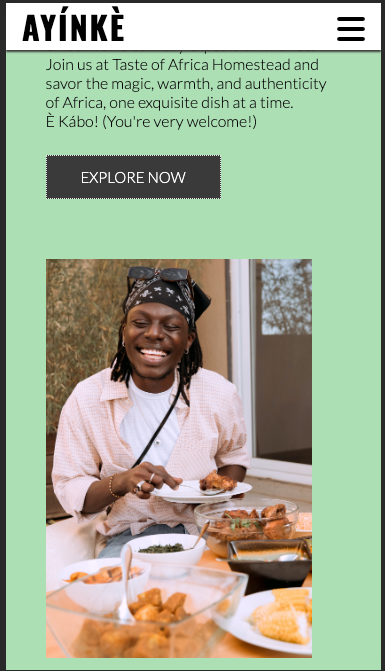 AYÍNKÈ
Join us at Taste of Africa Homestead and
savor the magic, warmth, and authenticity
of Africa, one exquisite dish at a time.
È Kábo! (You're very welcome!)
EXPLORE NOW